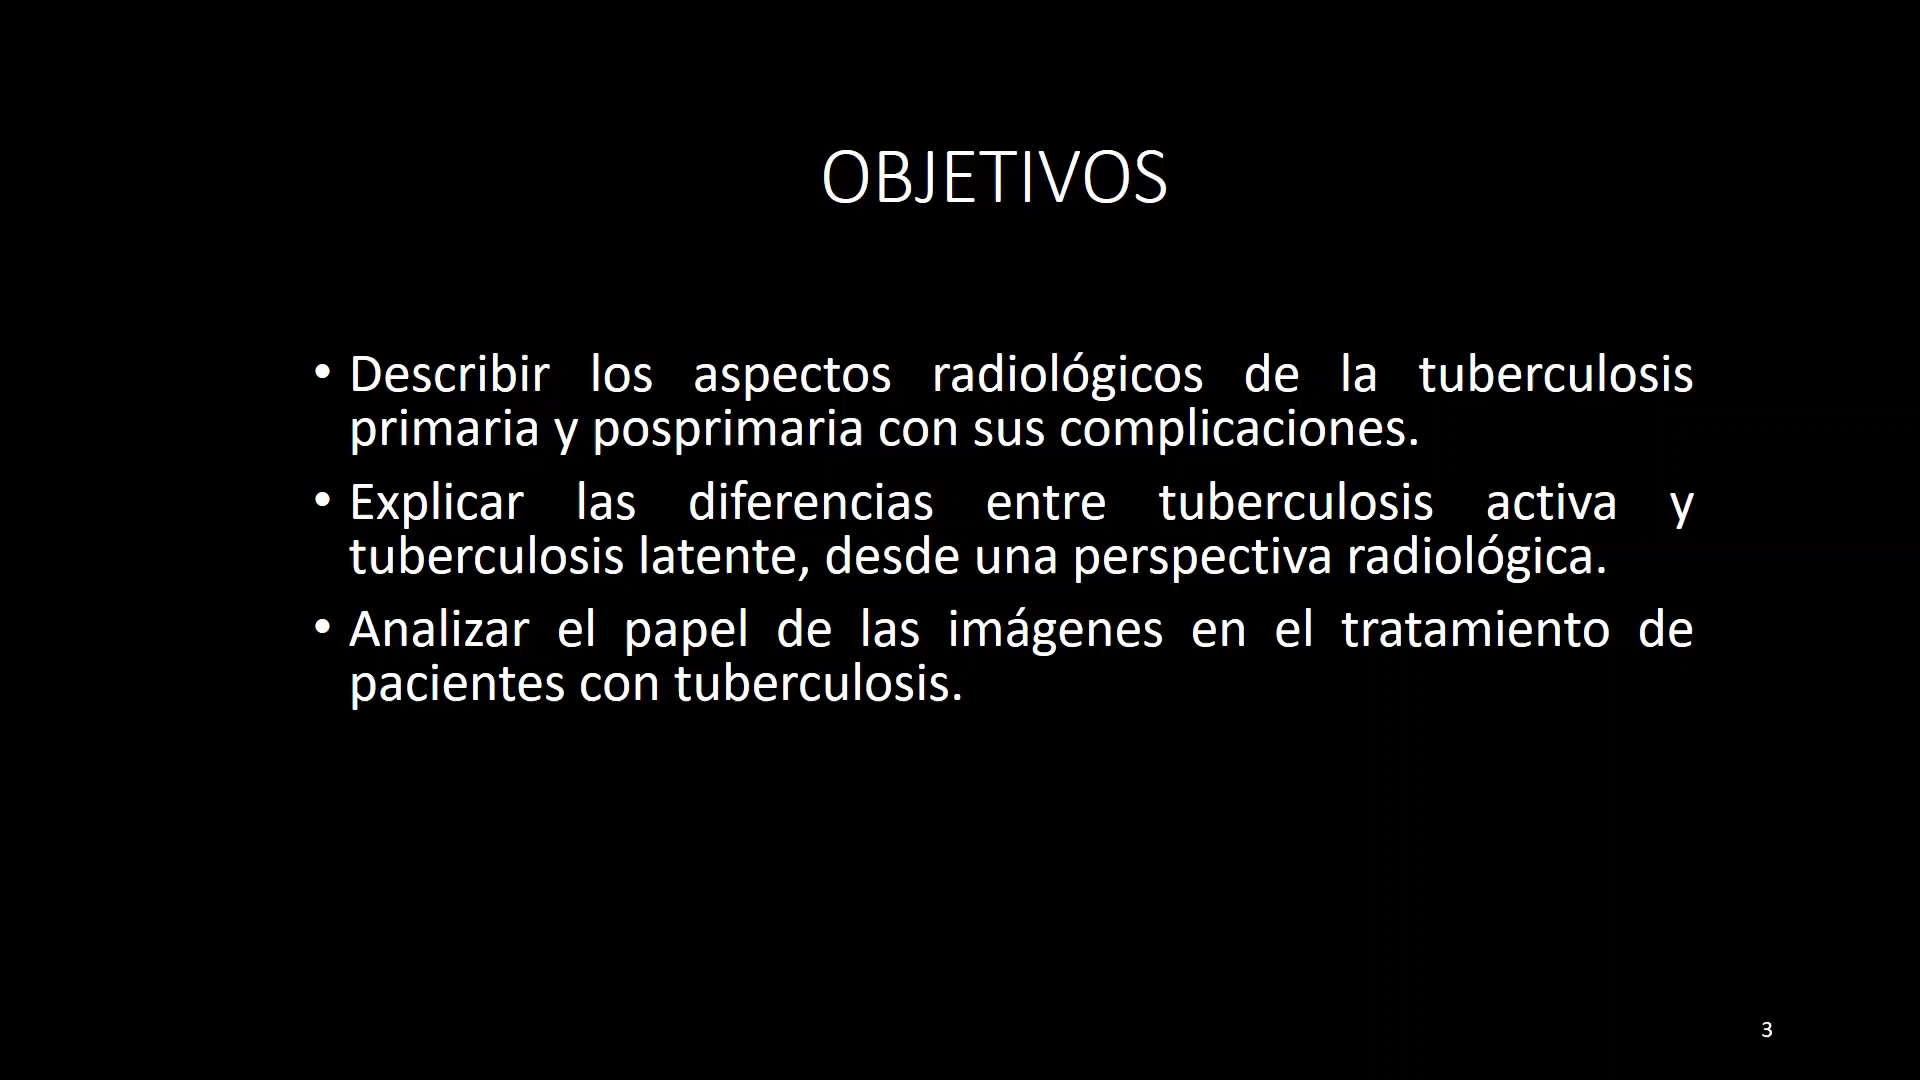 OBJETIVOS
• Describir los aspectos radiológicos de la tuberculosis
primaria y posprimaria con sus complicaciones.
• Explicar las diferencias entre tuberculosis activa y
tuberculosis latente, desde una perspectiva radiológica.
• Analizar el papel de las imágenes en el tratamiento de
pacientes con tuberculosis.
3